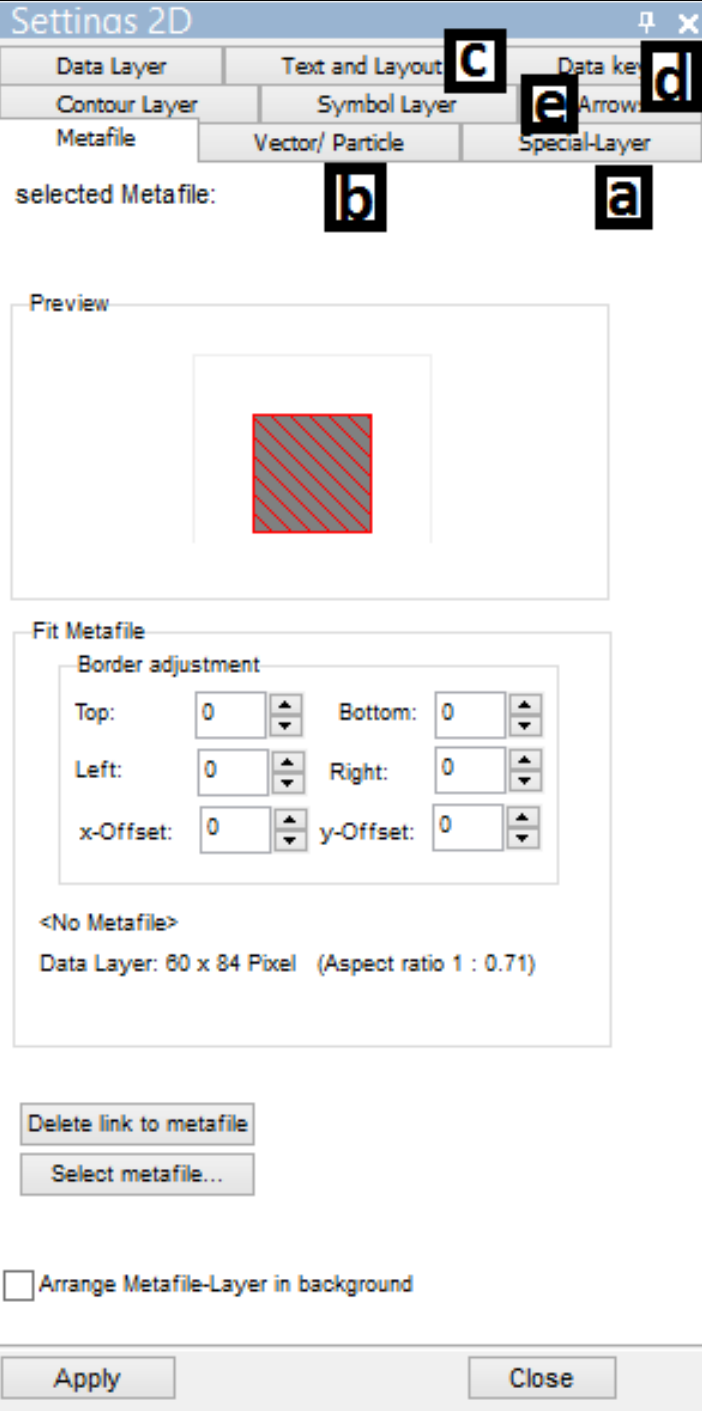 Settings 2D
Data Layer Text and Layout c Data key d
Contour Layer Symbol Layer e Arrows
Metafile Vector/ Particle Special-Layer
selected Metafile: b a
Preview
Fit Metafile
Border adjustment
Top: 0 Bottom: 0
Left: 0 Right: 0
x-Offset: 0 y-Offset: 0
<No Metafile>
Data Layer: 60 x 84 Pixel (Aspect ratio 1 : 0.71)
Delete link to metafile
Select metafile...
Arrange Metafile-Layer in background
Apply Close